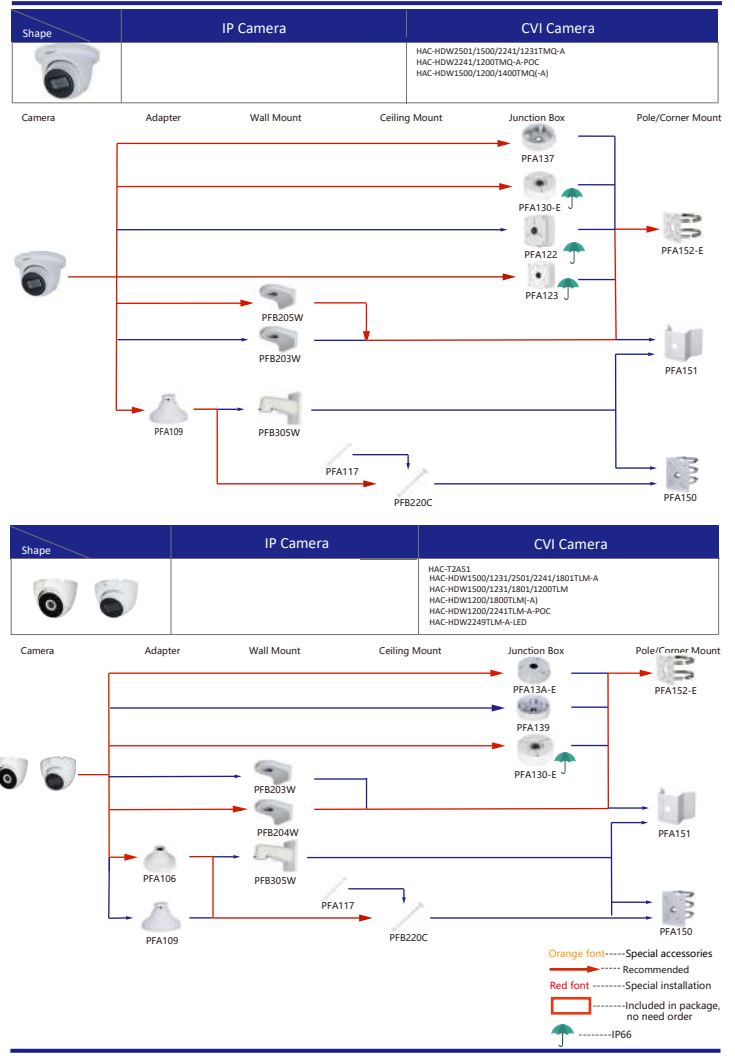 Shape
IP Camera
CVI Camera
HAC-HDW2501/1500/2241/1231TMQ-A
HAC-HDW2241/1200TMQ-A-POC
HAC-HDW1500/1200/1400TMQ(-A)
Camera
Adapter
Wall Mount
Ceiling Mount
Junction Box
Pole/Corner Mount
PFA137
PFA130-E
PFA122
PFA152-E
PFA123
PFB205W
PFB203W
PFA151
PFA109
PFB305W
PFA117
PFB220C
PFA150
Shape
IP Camera
CVI Camera
HAC-T2A51
HAC-HDW1500/1231/2501/2241/1801TLM-A
HAC-HDW1500/1231/1801/1200TLM
HAC-HDW1200/1800TLM(-A)
HAC-HDW1200/2241TLM-A-POC
HAC-HDW2249TLM-A-LED
Camera
Adapter
Wall Mount
Ceiling Mount
Junction Box
Pole/Corner Mount
PFA13A-E
PFA152-E
PFA139
PFA130-E
PFB203W
PFB204W
PFA151
PFA106
PFB305W
PFA117
PFA109
PFB220C
PFA150
Orange font-----Special accessories
----- Recommended
Red font --------Special installation
--------Included in package,
no need order
--------IP66